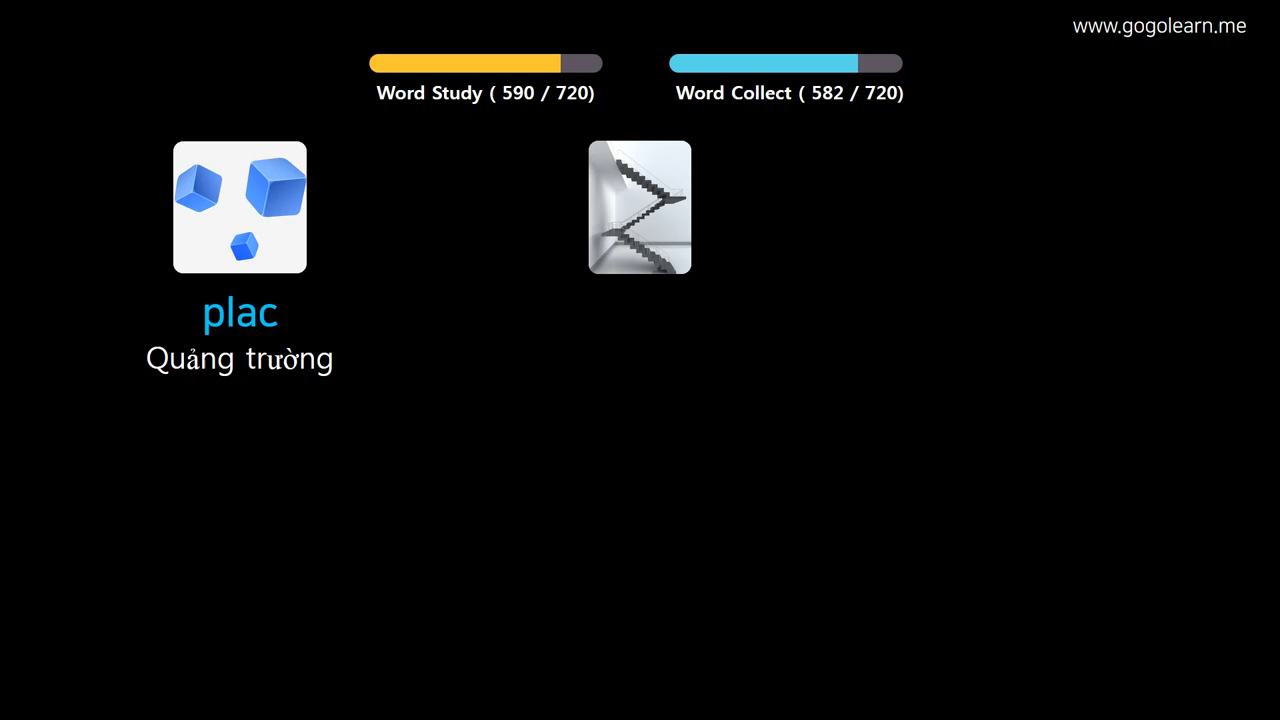 www.gogolearn.me
Word Study ( 590 / 720)
Word Collect ( 582 / 720)
plac
Quảng trường